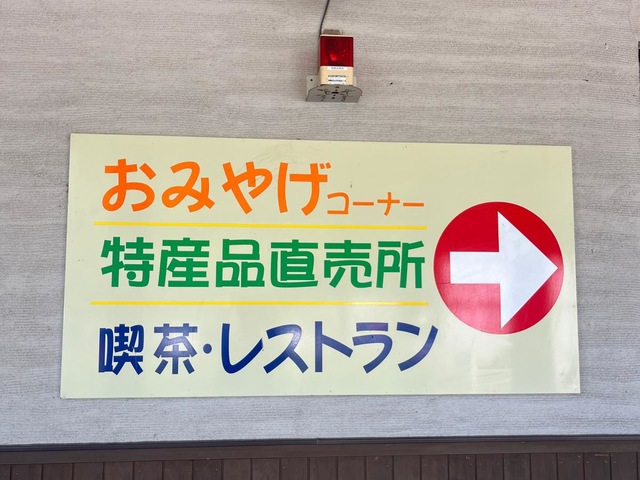 おみやげコーナー
特産品直売所
喫茶・レストラン